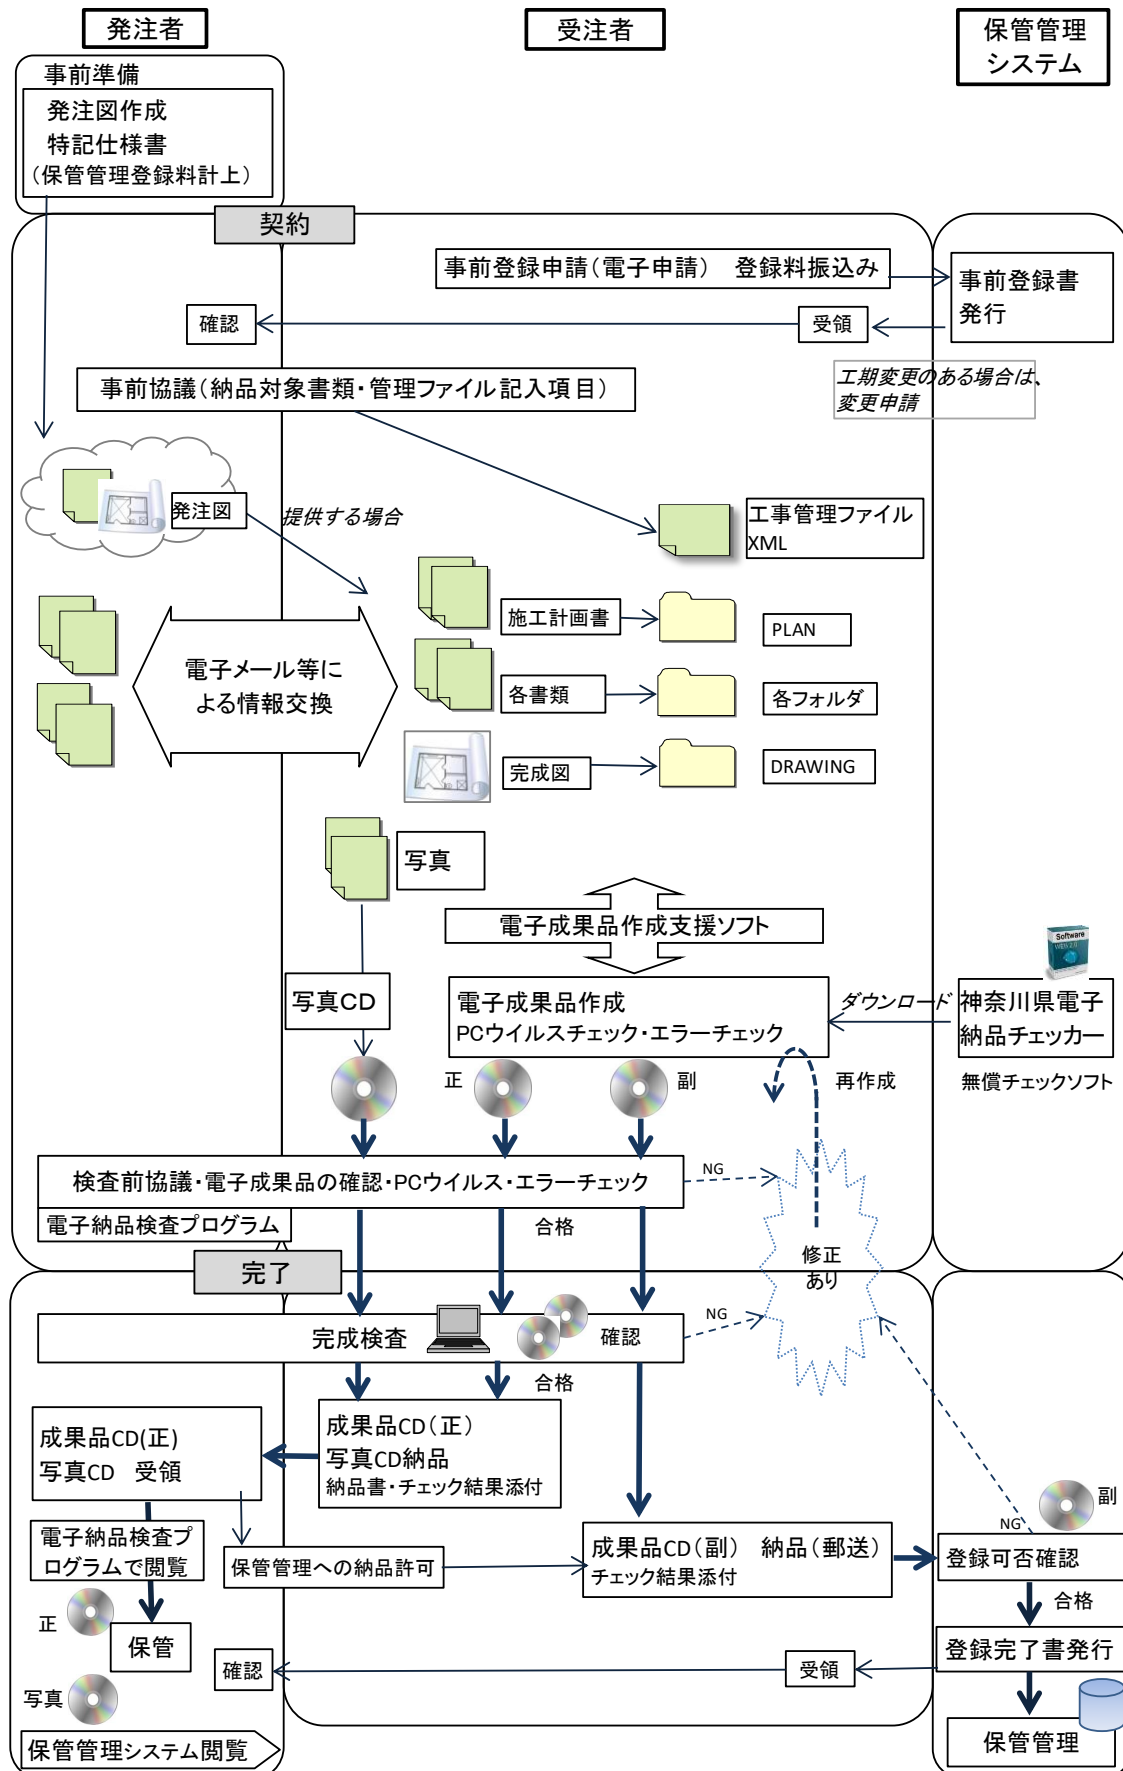 発注者
受注者
保管管理
システム
事前準備
発注図作成
特記仕様書
（保管管理登録料計上）
契約
事前登録申請（電子申請）　登録料振込み
事前登録書
発行
確認
受領
事前協議（納品対象書類・管理ファイル記入項目）
工期変更のある場合は、
変更申請
発注図
提供する場合
工事管理ファイル
XML
施工計画書
PLAN
電子メール等に
よる情報交換
各書類
各フォルダ
完成図
DRAWING
写真
電子成果品作成支援ソフト
Software
写真CD
電子成果品作成
PCウイルスチェック・エラーチェック
ダウンロード
神奈川県電子
納品チェッカー
正
副
再作成
無償チェックソフト
検査前協議・電子成果品の確認・PCウイルス・エラーチェック
NG
電子納品検査プログラム
合格
修正
あり
完了
完成検査
確認
NG
合格
成果品CD（正）
写真CD納品
納品書・チェック結果添付
成果品CD(正)
写真CD　受領
副
NG
電子納品検査プ
ログラムで閲覧
保管管理への納品許可
成果品CD（副）　納品（郵送）
チェック結果添付
登録可否確認
合格
正
保管
登録完了書発行
確認
受領
写真
保管管理システム閲覧
保管管理